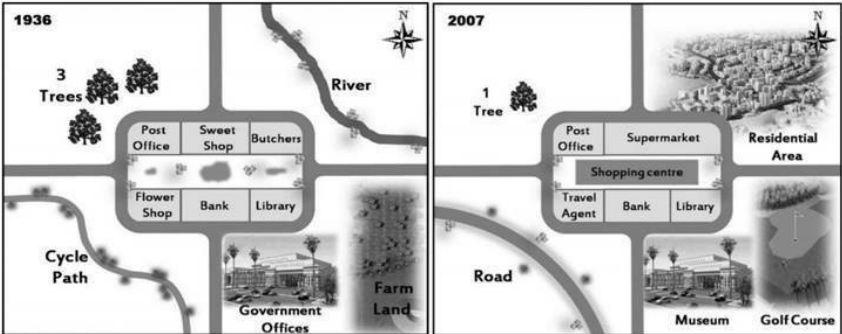 1936
N
3
Trees
River
Post
Office
Sweet
Shop
Butchers
Flower
Shop
Bank
Library
Cycle
Path
Government
Offices
Farm
Land
2007
N
1
Tree
Residential
Area
Post
Office
Supermarket
Shopping centre
Travel
Agent
Bank
Library
Road
Museum
Golf Course